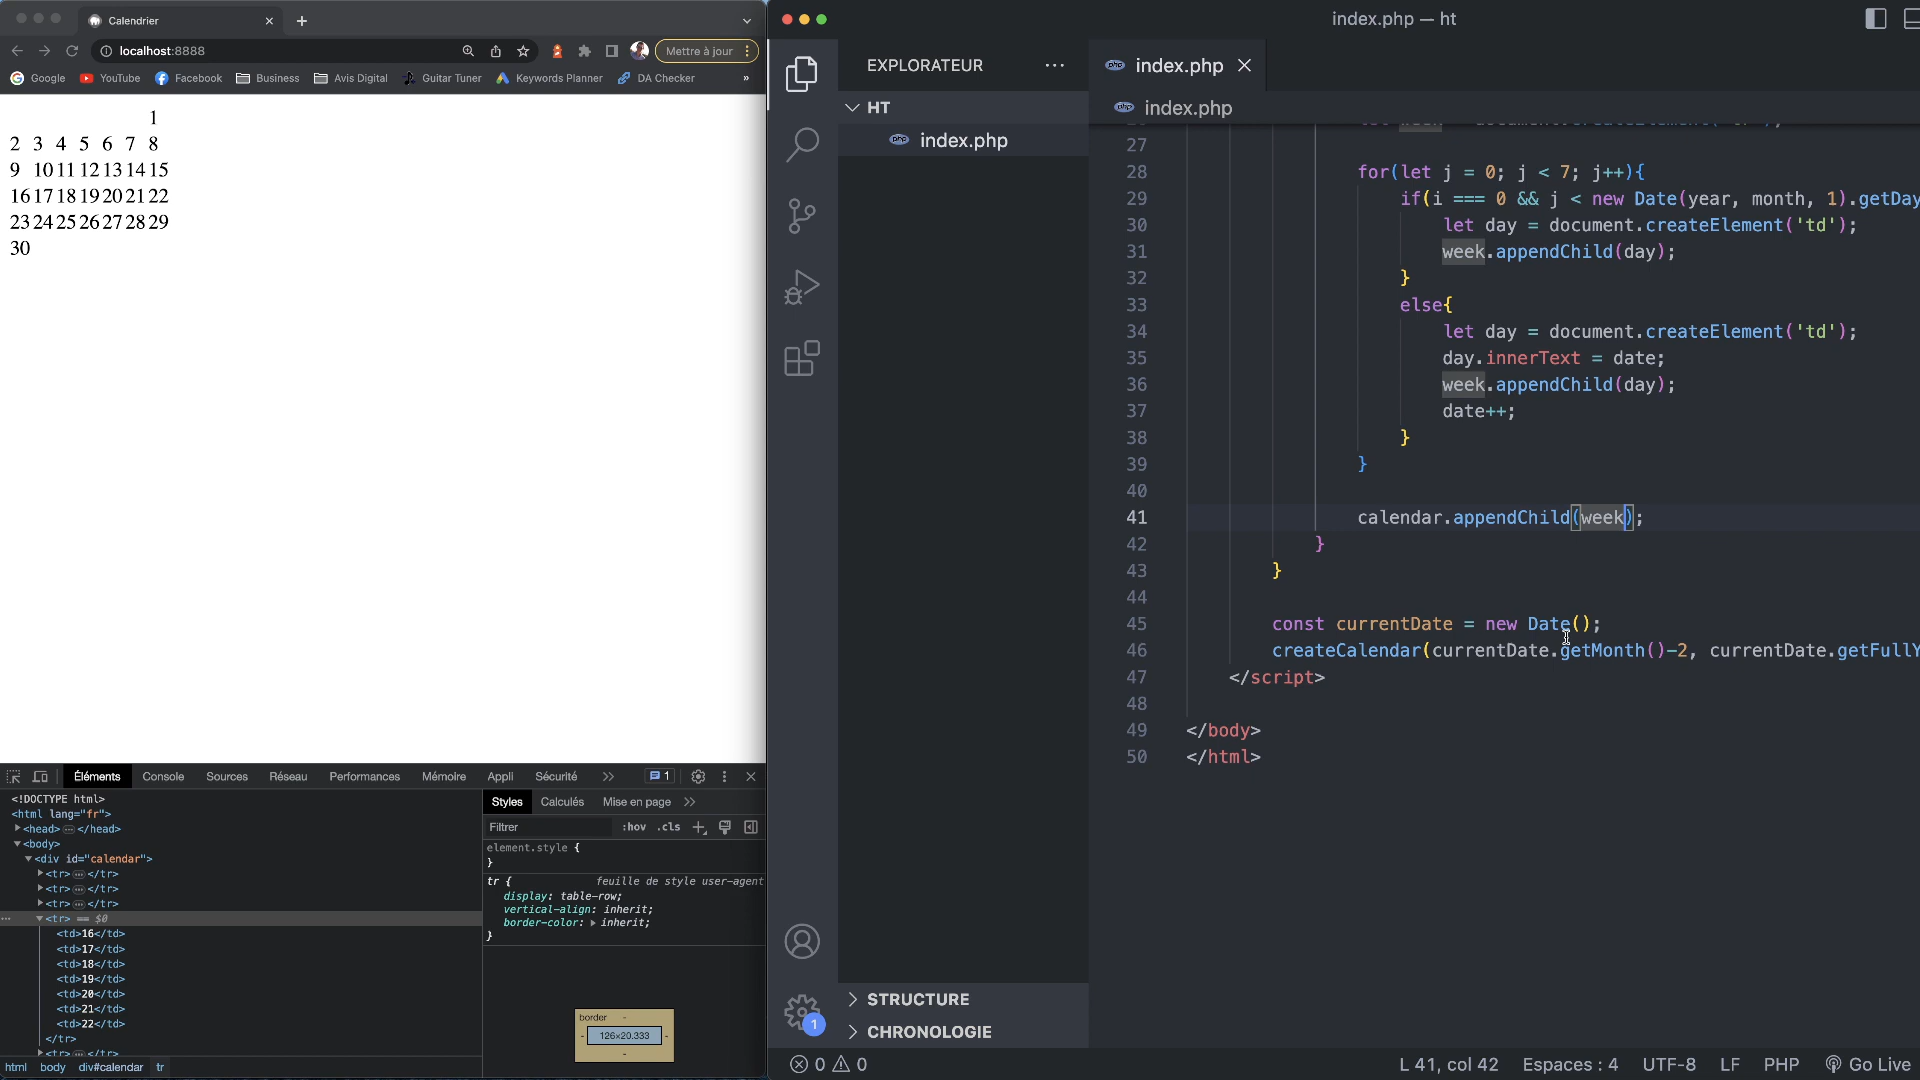 Calendrier
localhost:8888
Mettre à jour
Google YouTube Facebook Business Avis Digital Guitar Tuner Keywords Planner DA Checker »
1
2 3 4 5 6 7 8
9 10 11 12 13 14 15
16 17 18 19 20 21 22
23 24 25 26 27 28 29
30
Éléments Console Sources Réseau Performances Mémoire Appli Sécurité » 1
<!DOCTYPE html>
<html lang="fr">
<head> … </head>
<body>
<div id="calendar">
<tr> … </tr>
<tr> … </tr>
<tr> … </tr>
<tr> == $0
<td>16</td>
<td>17</td>
<td>18</td>
<td>19</td>
<td>20</td>
<td>21</td>
<td>22</td>
</tr>
<tr> … </tr>
html body div#calendar tr
Styles Calculés Mise en page »
Filtrer :hov .cls
element.style {
}
tr { feuille de style user-agent
display: table-row;
vertical-align: inherit;
border-color: inherit;
}
border -
- 126×20.333 -
-
index.php — ht
EXPLORATEUR ···
HT
index.php
STRUCTURE
CHRONOLOGIE
1
index.php
index.php
27
28 for(let j = 0; j < 7; j++){
29 if(i === 0 && j < new Date(year, month, 1).getDay
30 let day = document.createElement('td');
31 week.appendChild(day);
32 }
33 else{
34 let day = document.createElement('td');
35 day.innerText = date;
36 week.appendChild(day);
37 date++;
38 }
39 }
40
41 calendar.appendChild(week);
42 }
43 }
44
45 const currentDate = new Date();
46 createCalendar(currentDate.getMonth()-2, currentDate.getFullY
47 </script>
48
49 </body>
50 </html>
0 0 L 41, col 42 Espaces : 4 UTF-8 LF PHP Go Live